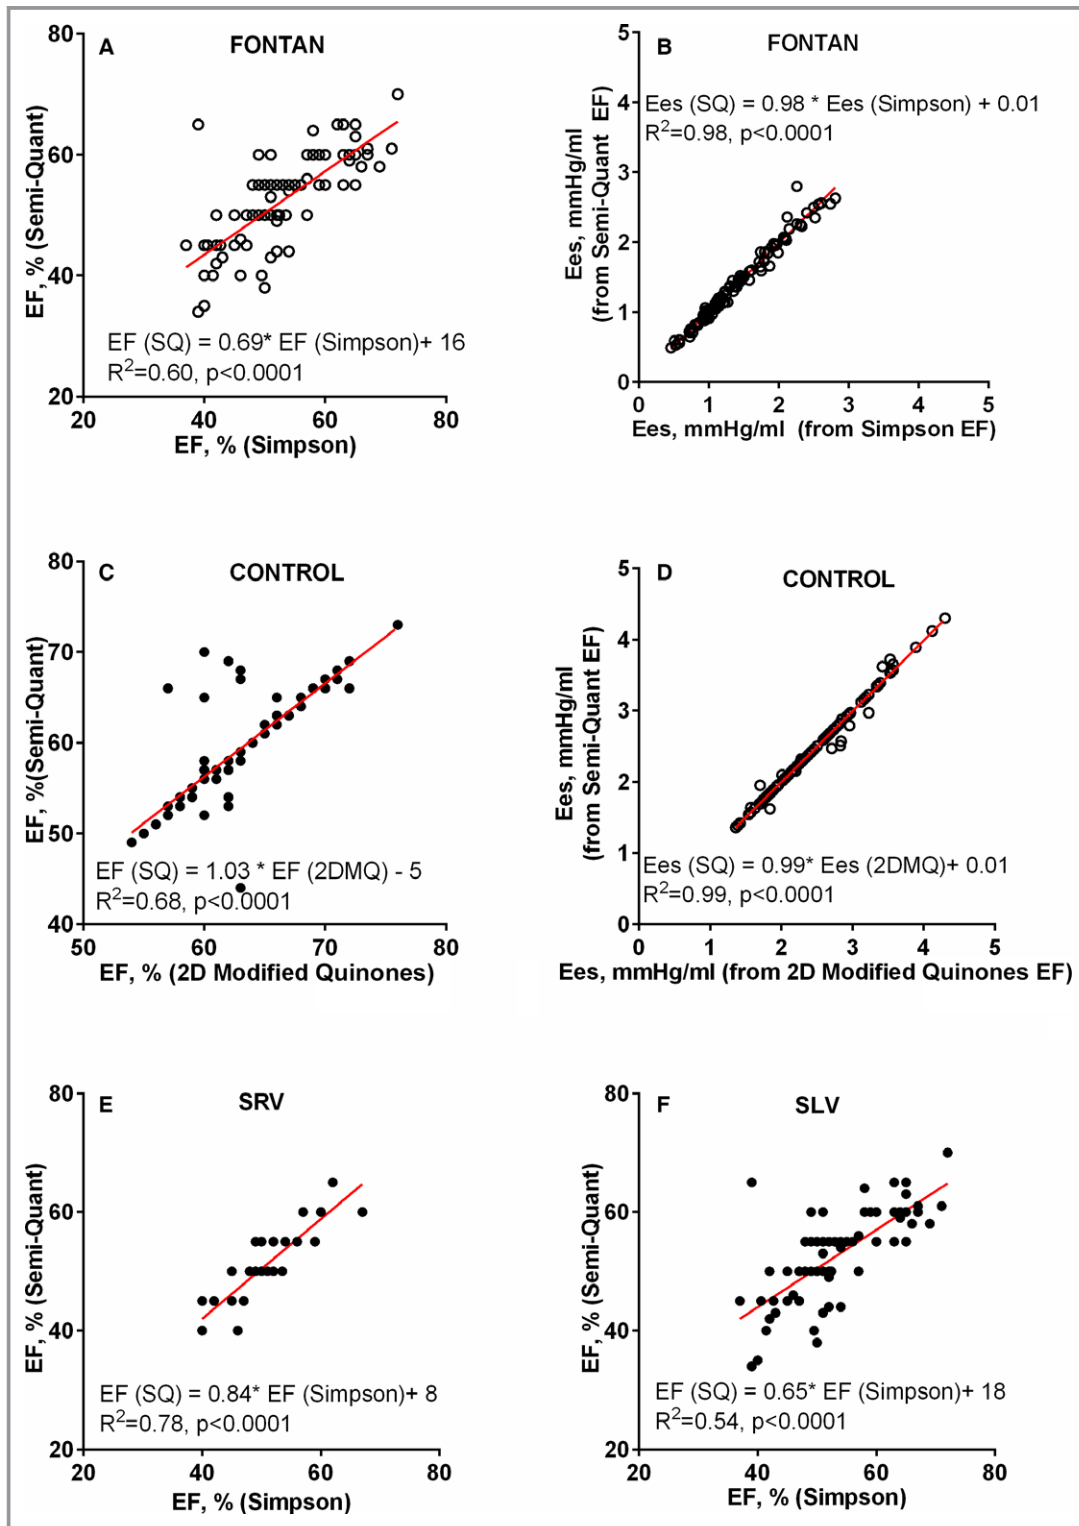 A
FONTAN
80
60
40
20
20
40
60
80
EF, % (Semi-Quant)
EF (SQ) = 0.69* EF (Simpson)+ 16
R²=0.60, p<0.0001
EF, % (Simpson)
B
FONTAN
5
4
3
2
1
0
0
1
2
3
4
5
Ees, mmHg/ml
(from Semi-Quant EF)
Ees (SQ) = 0.98 * Ees (Simpson) + 0.01
R²=0.98, p<0.0001
Ees, mmHg/ml (from Simpson EF)
C
CONTROL
80
70
60
50
40
50
60
70
80
EF, %(Semi-Quant)
EF (SQ) = 1.03 * EF (2DMQ) - 5
R²=0.68, p<0.0001
EF, % (2D Modified Quinones)
D
CONTROL
5
4
3
2
1
0
0
1
2
3
4
5
Ees, mmHg/ml
(from Semi-Quant EF)
Ees (SQ) = 0.99* Ees (2DMQ)+ 0.01
R²=0.99, p<0.0001
Ees, mmHg/ml (from 2D Modified Quinones EF)
E
SRV
80
60
40
20
20
40
60
80
EF, % (Semi-Quant)
EF (SQ) = 0.84* EF (Simpson)+ 8
R²=0.78, p<0.0001
EF, % (Simpson)
F
SLV
80
60
40
20
20
40
60
80
EF, % (Semi-Quant)
EF (SQ) = 0.65* EF (Simpson)+ 18
R²=0.54, p<0.0001
EF, % (Simpson)